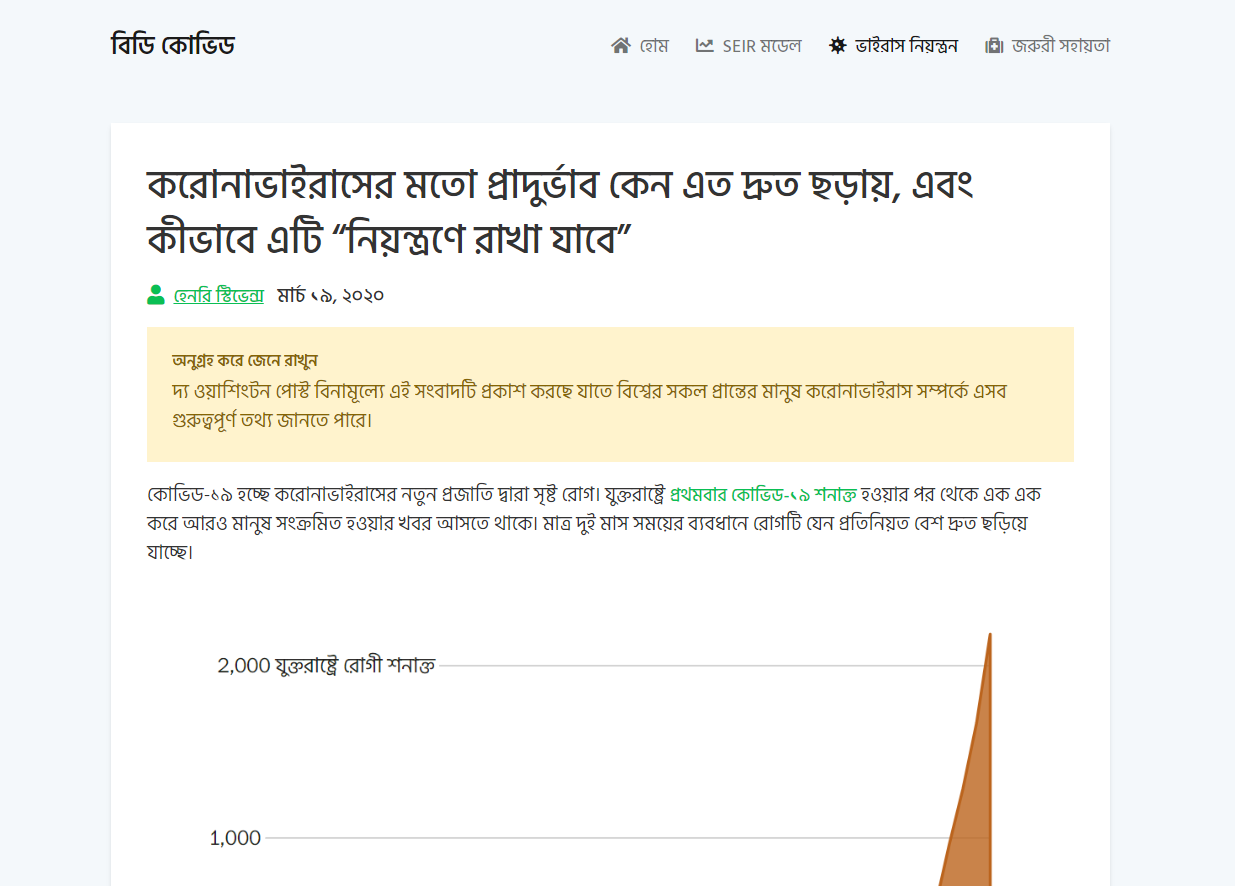 বিডি কোভিড
হোম
SEIR মডেল
ভাইরাস নিয়ন্ত্রন
জরুরী সহায়তা
করোনাভাইরাসের মতো প্রাদুর্ভাব কেন এত দ্রুত ছড়ায়, এবং
কীভাবে এটি “নিয়ন্ত্রণে রাখা যাবে”
হেনরি স্টিভেন্স মার্চ ১৯, ২০২০
অনুগ্রহ করে জেনে রাখুন
দ্য ওয়াশিংটন পোস্ট বিনামূল্যে এই সংবাদটি প্রকাশ করছে যাতে বিশ্বের সকল প্রান্তের মানুষ করোনাভাইরাস সম্পর্কে এসব
গুরুত্বপূর্ণ তথ্য জানতে পারে।
কোভিড-১৯ হচ্ছে করোনাভাইরাসের নতুন প্রজাতি দ্বারা সৃষ্ট রোগ। যুক্তরাষ্ট্রে প্রথমবার কোভিড-১৯ শনাক্ত হওয়ার পর থেকে এক এক
করে আরও মানুষ সংক্রমিত হওয়ার খবর আসতে থাকে। মাত্র দুই মাস সময়ের ব্যবধানে রোগটি যেন প্রতিনিয়ত বেশ দ্রুত ছড়িয়ে
যাচ্ছে।
2,000 যুক্তরাষ্ট্রে রোগী শনাক্ত
1,000